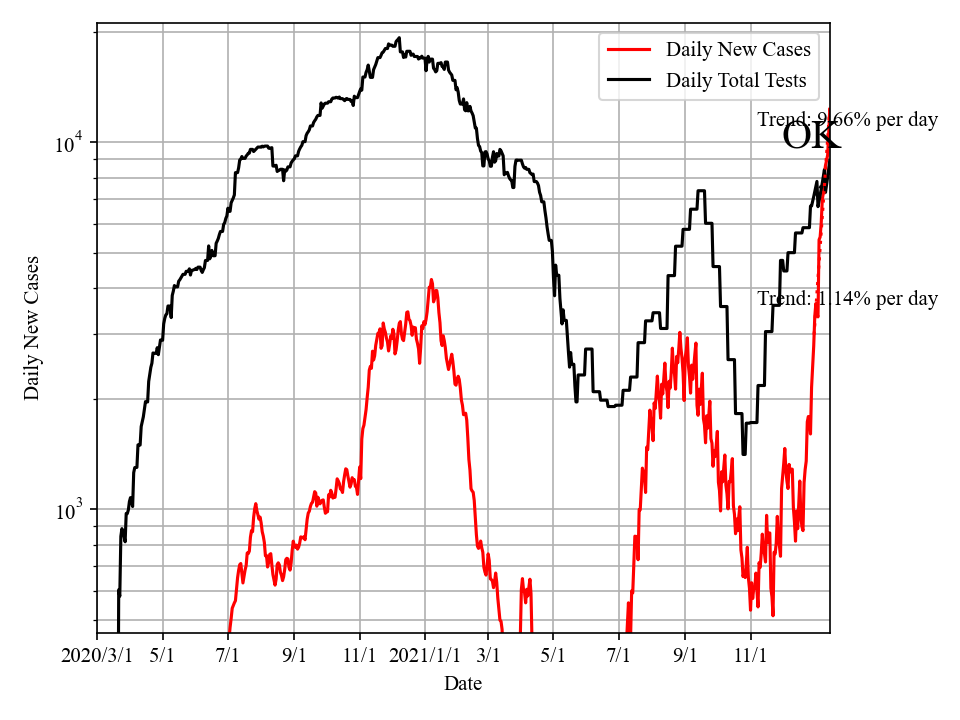 Daily New Cases
Daily Total Tests
Trend: 9.66% per day
OK
10^4
Trend: 1.14% per day
10^3
Daily New Cases
2020/3/1 5/1 7/1 9/1 11/1 2021/1/1 3/1 5/1 7/1 9/1 11/1
Date